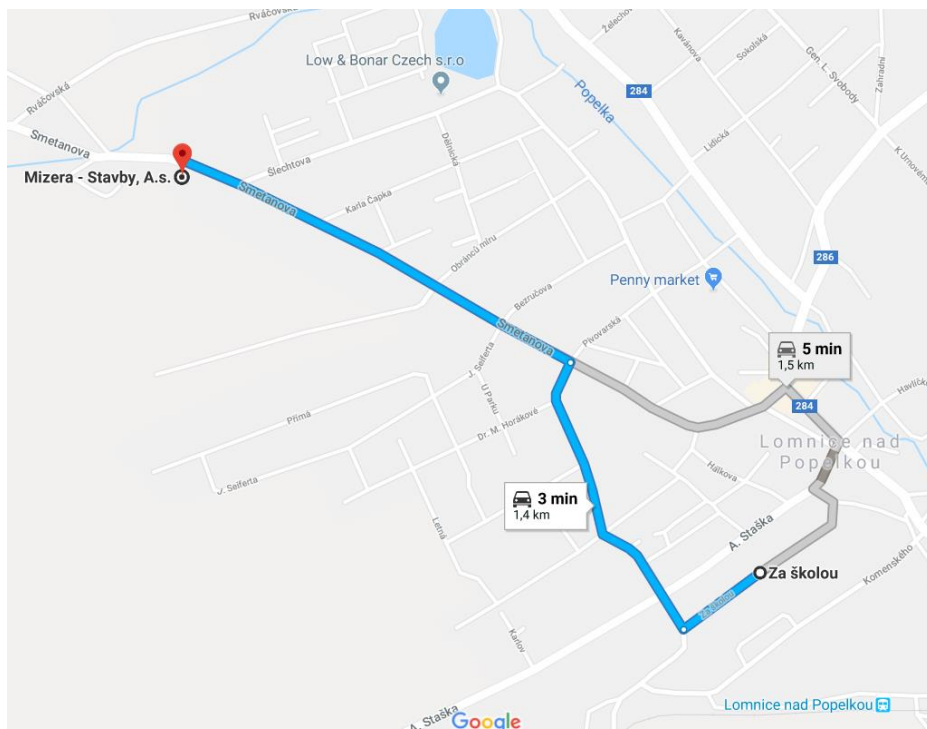 Rváčovská
Želechov
Kavánova
Sokolská
Gen. L. Svobody
Zahradní
Low & Bonar Czech s.r.o
284
Popelka
Rváčovská
Smetanova
Dělnická
Lidická
K Urnovému
Šlechtova
Mizera - Stavby, A.s.
Smetanova
Karla Čapka
Obránců míru
286
Penny market
Bezručova
Smetanova
Pivovarská
5 min
1,5 km
J. Seiferta
U Parku
Havlíčko
284
Přímá
Dr. M. Horákové
Lomnice nad
Popelkou
Hálkova
J. Seiferta
3 min
1,4 km
Letná
A. Staška
Komenského
Za školou
Za školou
Karlov
Lomnice nad Popelkou
A. Staška
Google